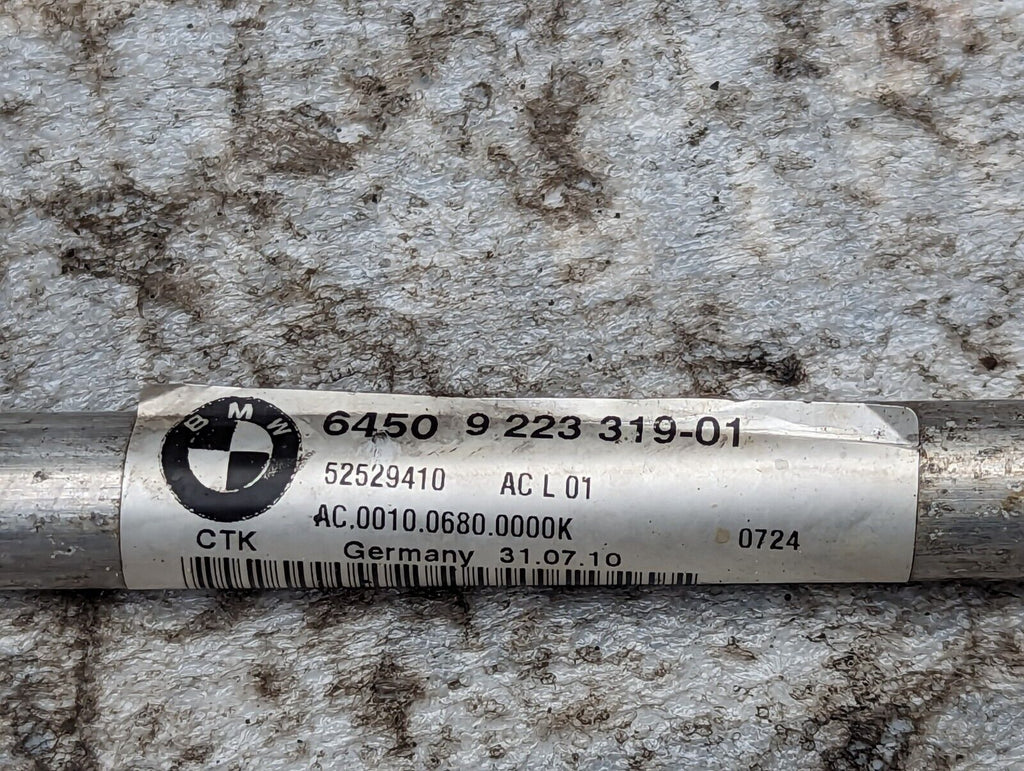 BMW
6450 9 223 319-01
52529410 AC L 01
AC.0010.0680.0000K
CTK 0724
Germany 31.07.10